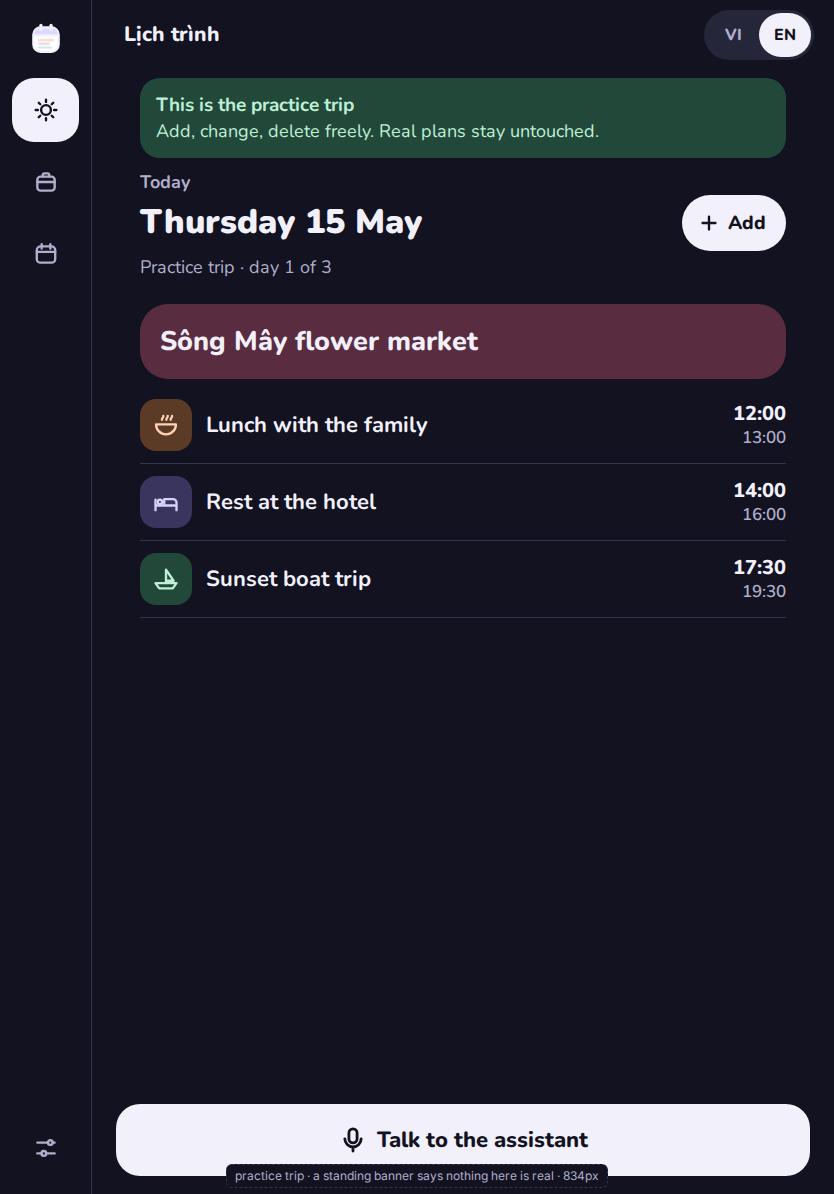 Lịch trình
VI
EN
This is the practice trip
Add, change, delete freely. Real plans stay untouched.
Today
Thursday 15 May
Add
Practice trip · day 1 of 3
Sông Mây flower market
Lunch with the family
12:00
13:00
Rest at the hotel
14:00
16:00
Sunset boat trip
17:30
19:30
Talk to the assistant
practice trip · a standing banner says nothing here is real · 834px